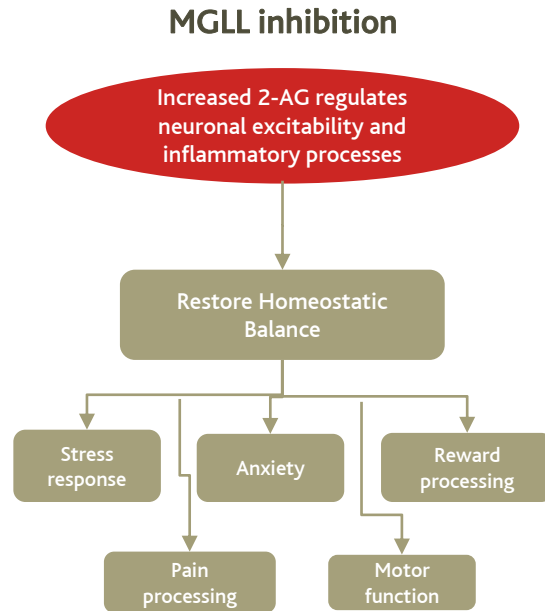 MGLL inhibition
Increased 2-AG regulates
neuronal excitability and
inflammatory processes
Restore Homeostatic
Balance
Stress
response
Anxiety
Reward
processing
Pain
processing
Motor
function